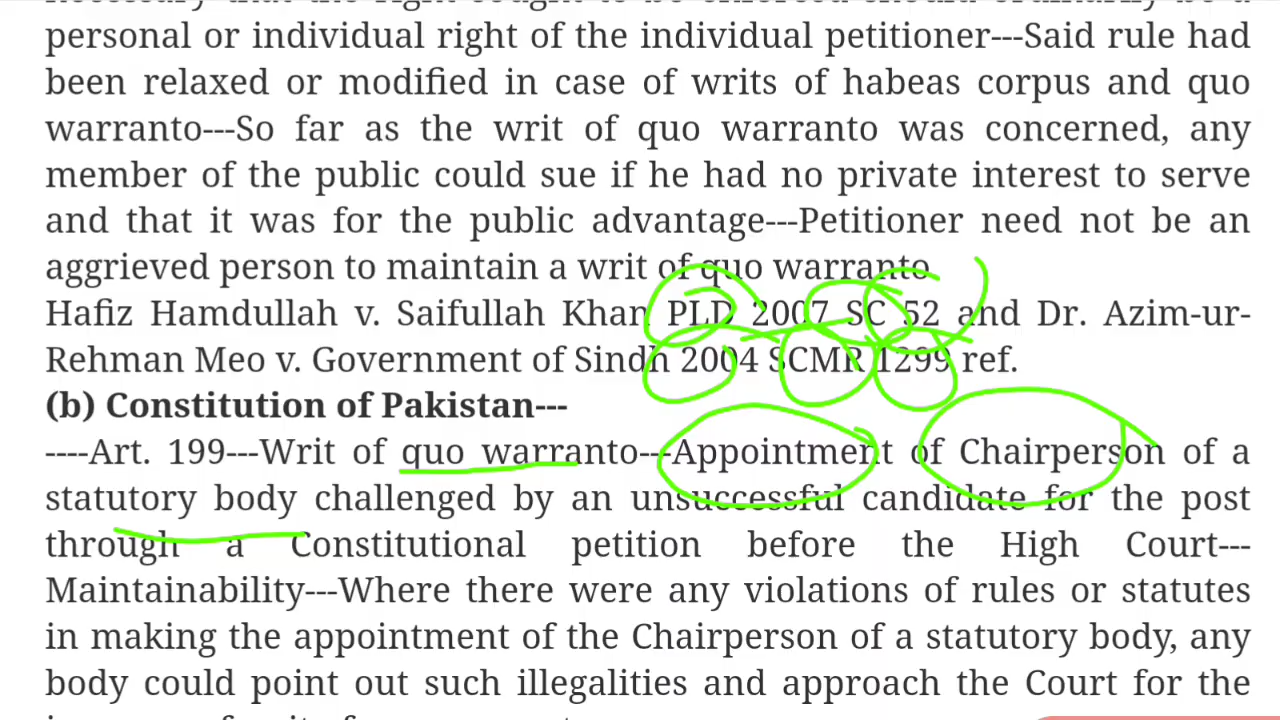 personal or individual right of the individual petitioner---Said rule had
been relaxed or modified in case of writs of habeas corpus and quo
warranto---So far as the writ of quo warranto was concerned, any
member of the public could sue if he had no private interest to serve
and that it was for the public advantage---Petitioner need not be an
aggrieved person to maintain a writ of quo warranto
Hafiz Hamdullah v. Saifullah Khan PLD 2007 SC 52 and Dr. Azim-ur-
Rehman Meo v. Government of Sindh 2004 SCMR 1299 ref.
(b) Constitution of Pakistan---
----Art. 199---Writ of quo warranto---Appointment of Chairperson of a
statutory body challenged by an unsuccessful candidate for the post
through a Constitutional petition before the High Court---
Maintainability---Where there were any violations of rules or statutes
in making the appointment of the Chairperson of a statutory body, any
body could point out such illegalities and approach the Court for the